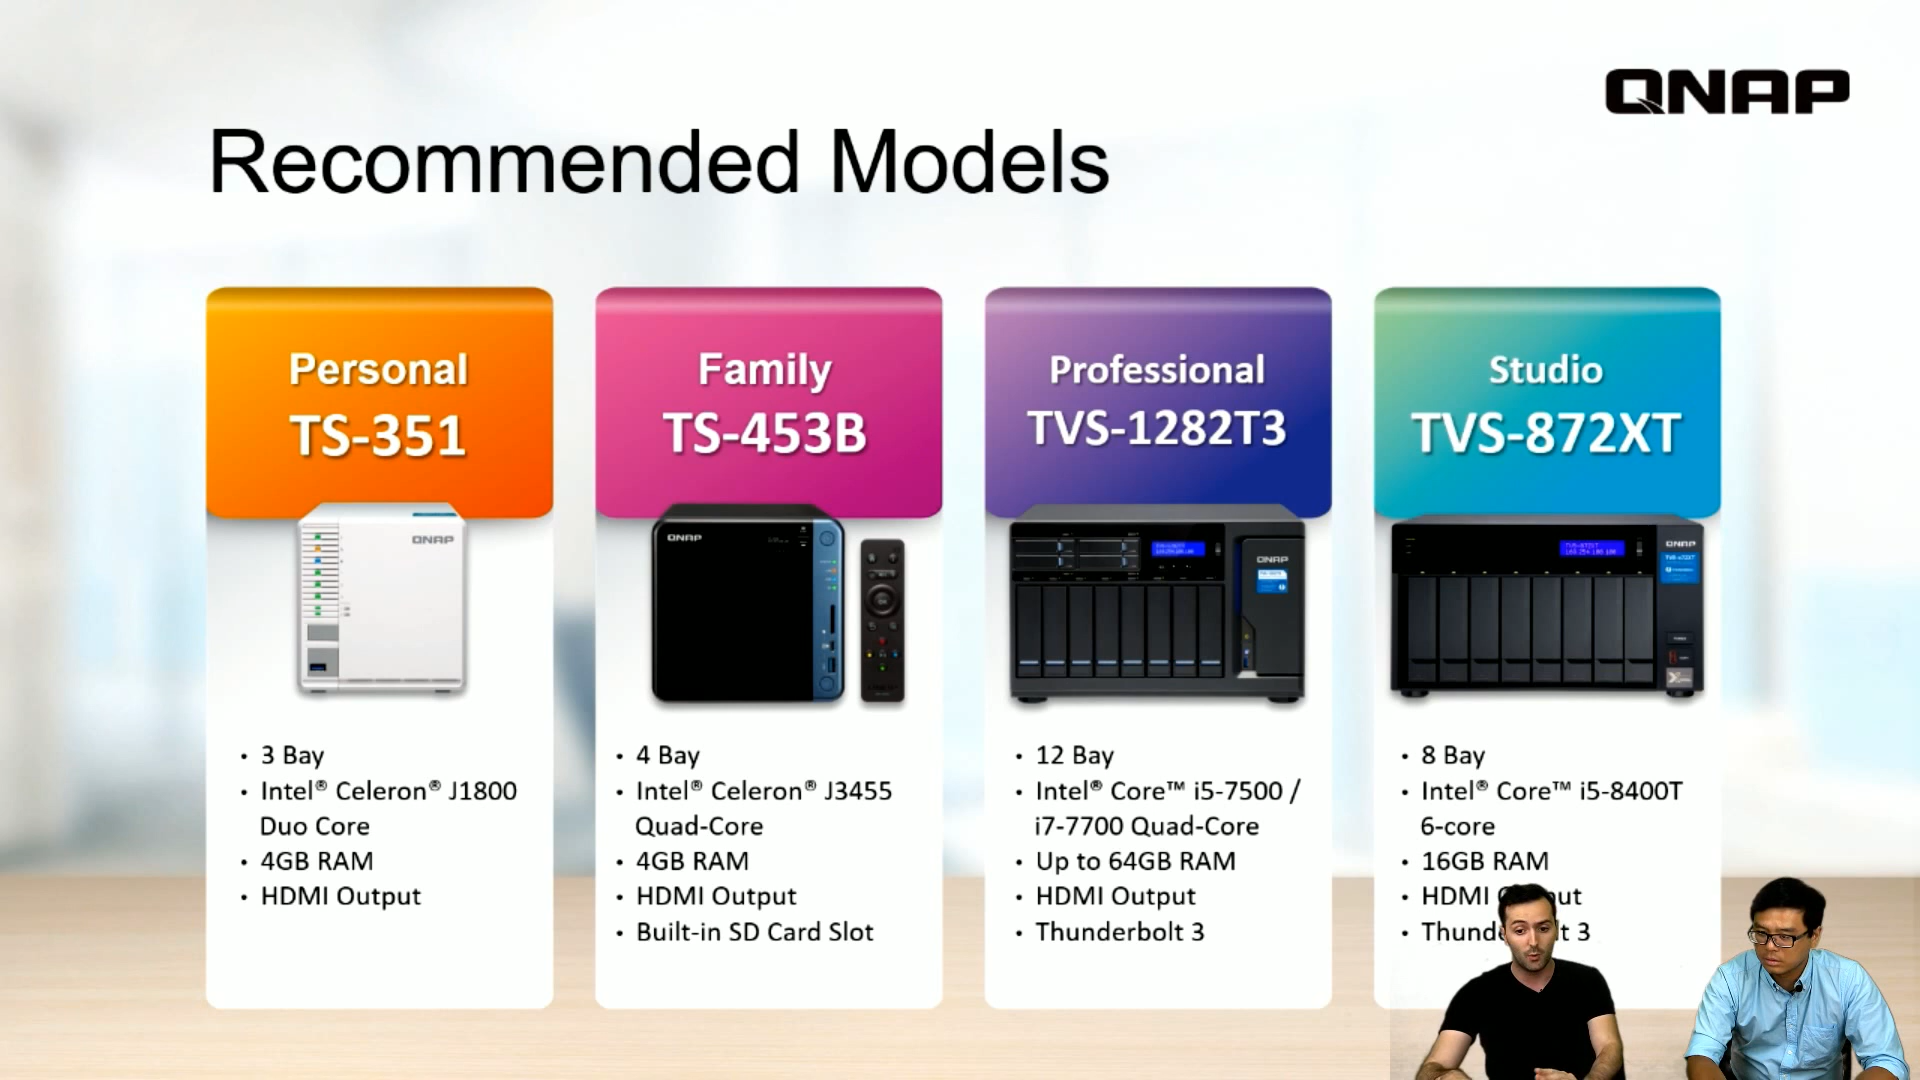 QNAP
Recommended Models
Personal
TS-351
QNAP
• 3 Bay
• Intel® Celeron® J1800
Duo Core
• 4GB RAM
• HDMI Output
Family
TS-453B
QNAP
• 4 Bay
• Intel® Celeron® J3455
Quad-Core
• 4GB RAM
• HDMI Output
• Built-in SD Card Slot
Professional
TVS-1282T3
QNAP
• 12 Bay
• Intel® Core™ i5-7500 /
i7-7700 Quad-Core
• Up to 64GB RAM
• HDMI Output
• Thunderbolt 3
Studio
TVS-872XT
QNAP
TVS-872XT
• 8 Bay
• Intel® Core™ i5-8400T
6-core
• 16GB RAM
• HDMI
• 3